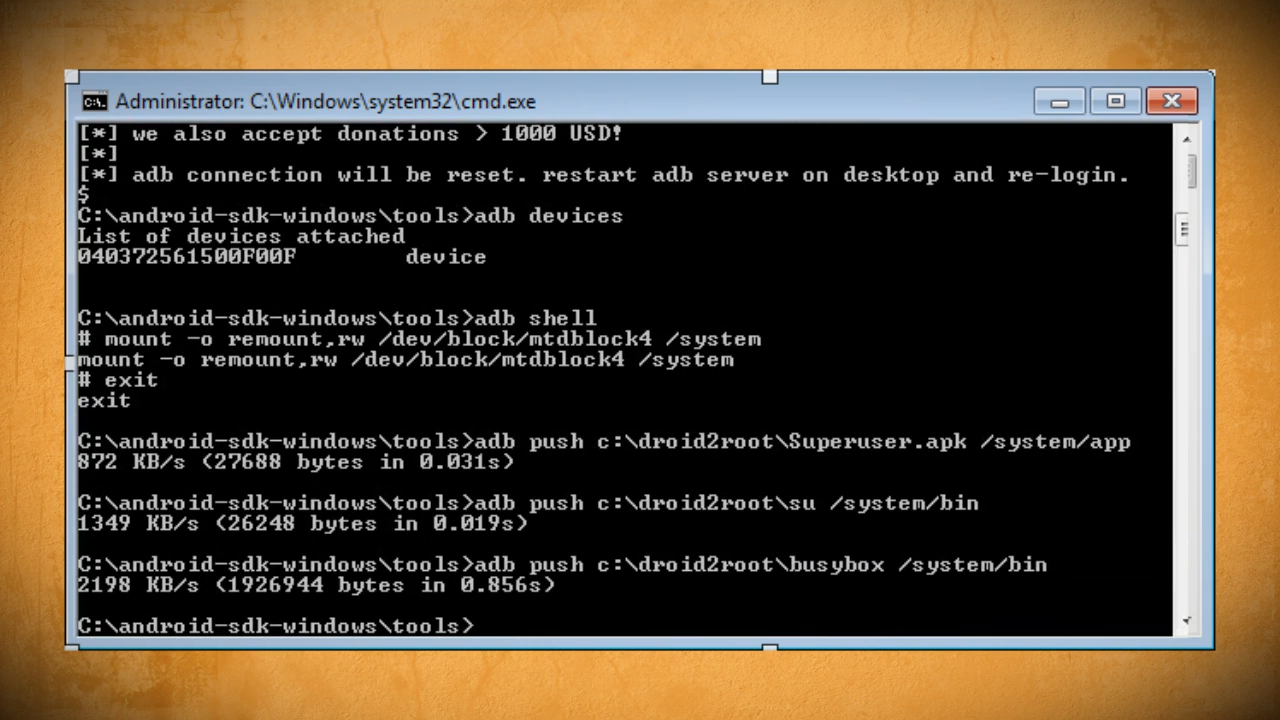 Administrator: C:\Windows\system32\cmd.exe
[*] we also accept donations > 1000 USD!
[*]
[*] adb connection will be reset. restart adb server on desktop and re-login.
$
C:\android-sdk-windows\tools>adb devices
List of devices attached
040372561500F00F        device
C:\android-sdk-windows\tools>adb shell
# mount -o remount,rw /dev/block/mtdblock4 /system
mount -o remount,rw /dev/block/mtdblock4 /system
# exit
exit
C:\android-sdk-windows\tools>adb push c:\droid2root\Superuser.apk /system/app
872 KB/s (27688 bytes in 0.031s)
C:\android-sdk-windows\tools>adb push c:\droid2root\su /system/bin
1349 KB/s (26248 bytes in 0.019s)
C:\android-sdk-windows\tools>adb push c:\droid2root\busybox /system/bin
2198 KB/s (1926944 bytes in 0.856s)
C:\android-sdk-windows\tools>